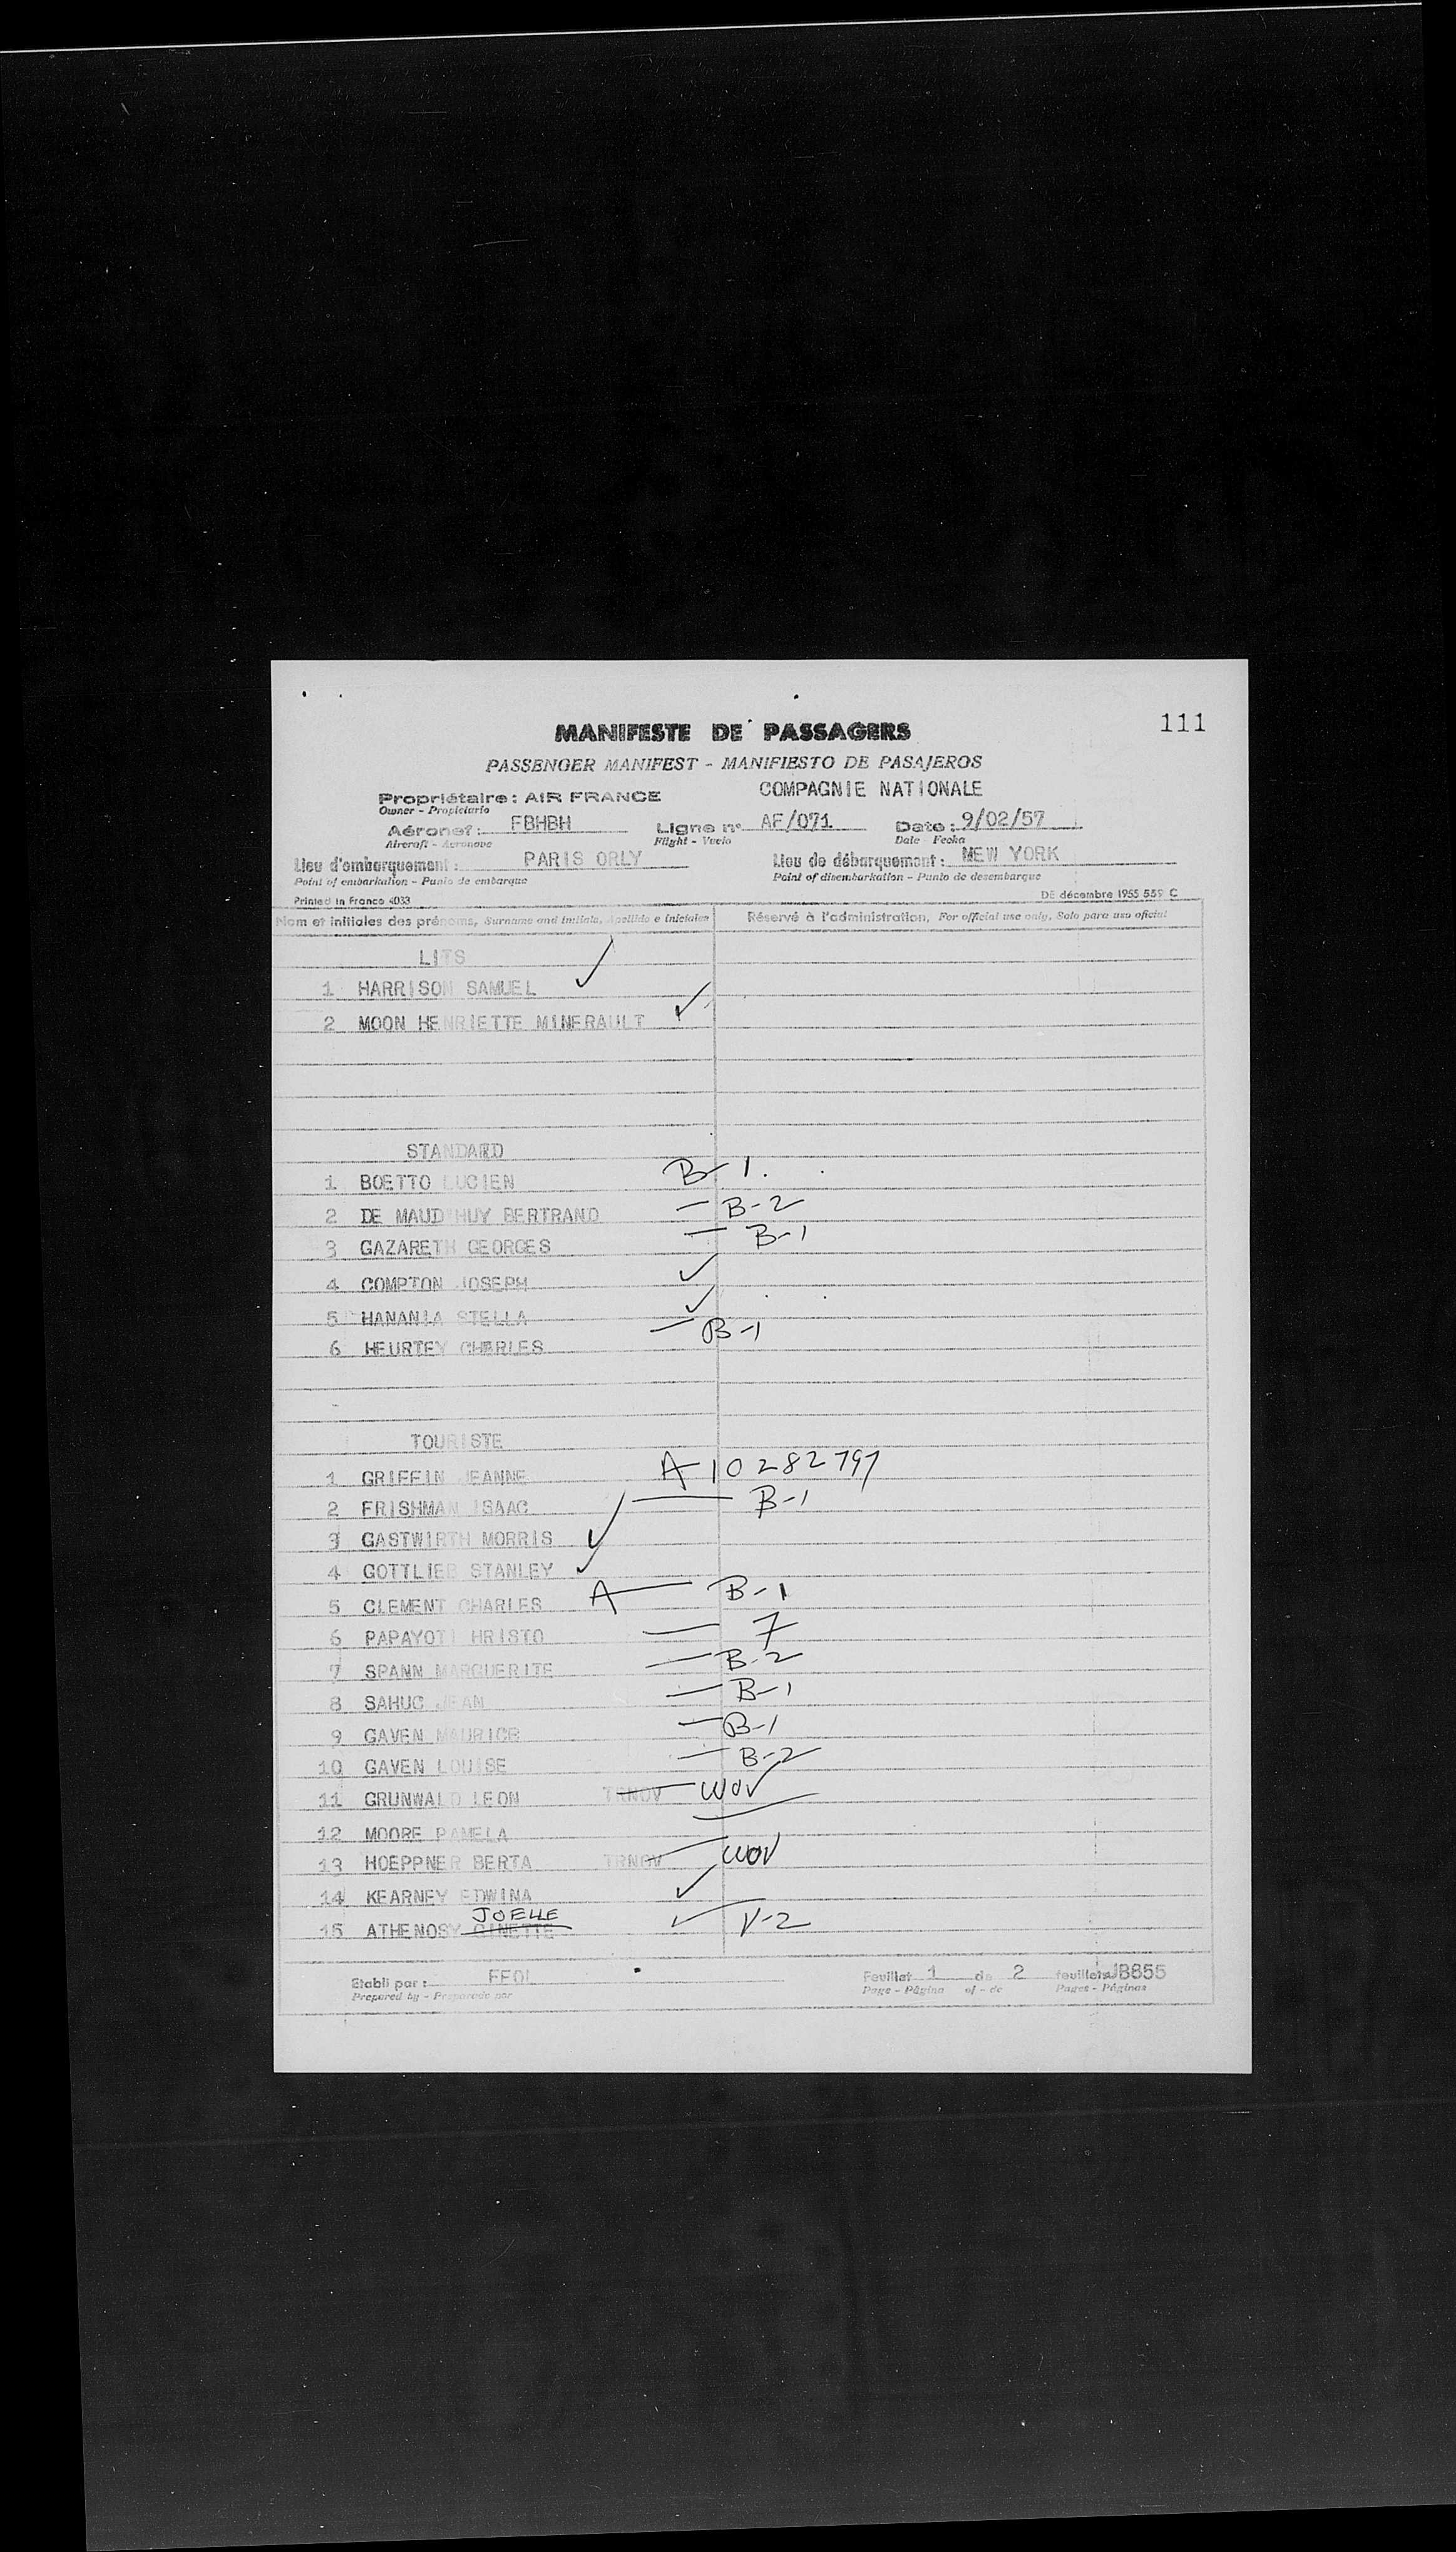 111
MANIFESTE DE PASSAGERS
PASSENGER MANIFEST - MANIFIESTO DE PASAJEROS
COMPAGNIE NATIONALE
Propriétaire : AIR FRANCE
Owner - Propietario
Aéronef : FBHBH Ligne n° AF/071 Date : 9/02/57
Aircraft - Aeronave Flight - Vuelo Date - Fecha
Lieu d'embarquement : PARIS ORLY Lieu de débarquement : NEW YORK
Point of embarkation - Punto de embarque Point of disembarkation - Punto de desembarque
Printed in France 4033 DE décembre 1955 559 C
Nom et initiales des prénoms, Surname and initials, Apellido e iniciales Réservé à l'administration, For official use only. Solo para uso oficial
LITS
1 HARRISON SAMUEL ✓
2 MOON HENRIETTE MINERAULT ✓
STANDARD
1 BOETTO LUCIEN B-1.
2 DE MAUD'HUY BERTRAND — B-2
3 GAZARETH GEORGES — B-1
4 COMPTON JOSEPH ✓
5 HANANIA STELLA ✓
6 HEURTEY CHARLES — B-1
TOURISTE
1 GRIFFIN JEANNE A-10282797
2 FRISHMAN ISAAC — B-1
3 GASTWIRTH MORRIS ✓
4 GOTTLIEB STANLEY ✓
5 CLEMENT CHARLES A — B-1
6 PAPAYOTI HRISTO — 7
7 SPANN MARGUERITE — B-2
8 SAHUC JEAN — B-1
9 GAVEN MAURICE — B-1
10 GAVEN LOUISE — B-2
11 GRUNWALD LEON TRNOV — WOV
12 MOORE PAMELA
13 HOEPPNER BERTA TRNOV — WOV
14 KEARNEY EDWINA ✓
JOELLE
15 ATHENOSY GINETTE ✓ V-2
Etabli par : FFOL Feuillet 1 de 2 feuillets JB855
Prepared by - Preparado por Page - Página of - de Pages - Páginas